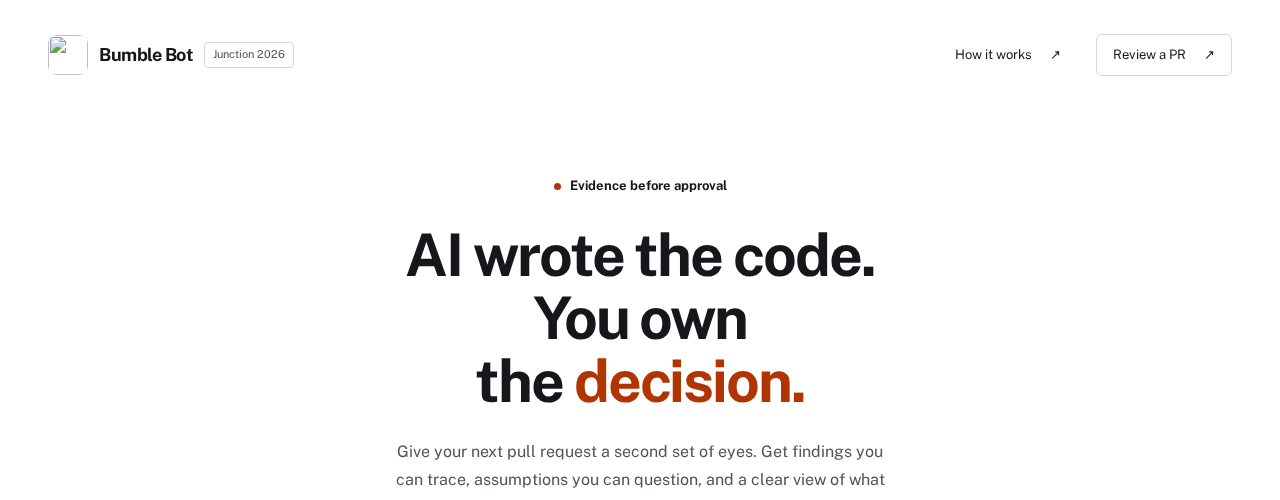 Bumble Bot
Junction 2026
How it works ↗
Review a PR ↗
Evidence before approval
AI wrote the code.
You own
the decision.
Give your next pull request a second set of eyes. Get findings you
can trace, assumptions you can question, and a clear view of what